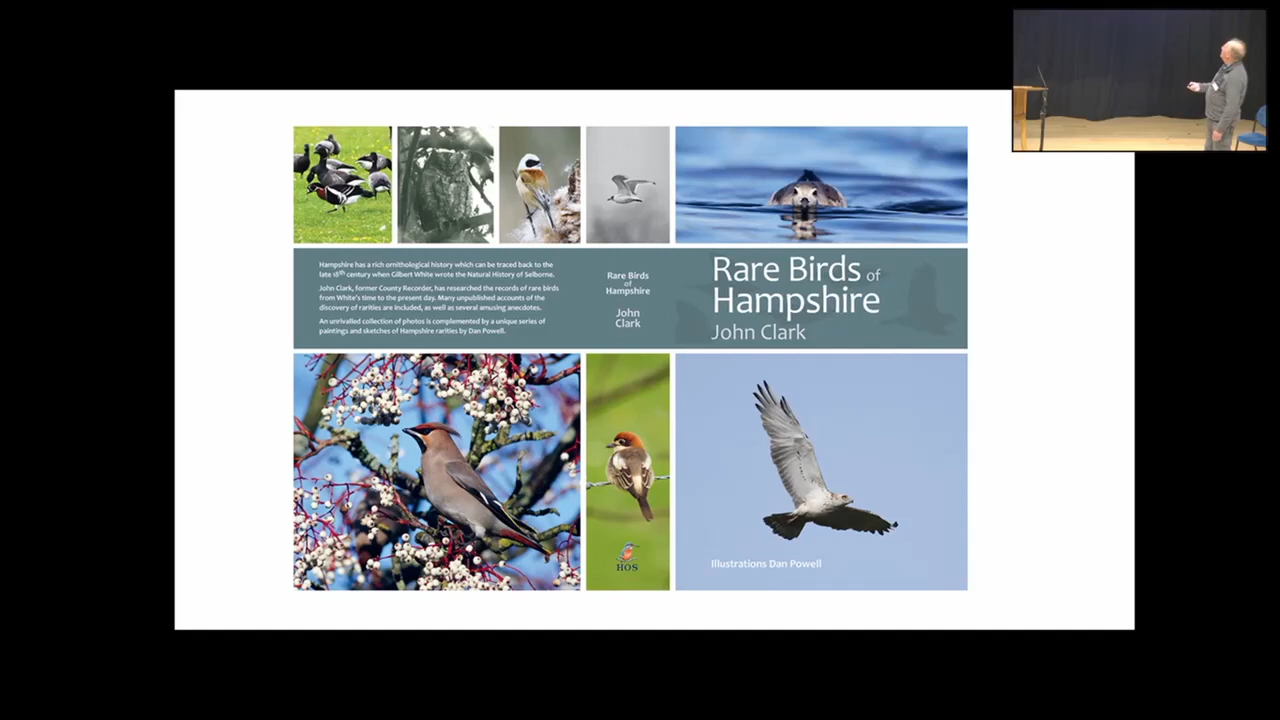 Hampshire has a rich ornithological history which can be traced back to the
late 18th century when Gilbert White wrote the Natural History of Selborne.
John Clark, former County Recorder, has researched the records of rare birds
from White's time to the present day. Many unpublished accounts of the
discovery of rarities are included, as well as several amusing anecdotes.
An unrivalled collection of photos is complemented by a unique series of
paintings and sketches of Hampshire rarities by Dan Powell.
Rare Birds
of
Hampshire
John
Clark
HOS
Rare Birds of
Hampshire
John Clark
Illustrations Dan Powell